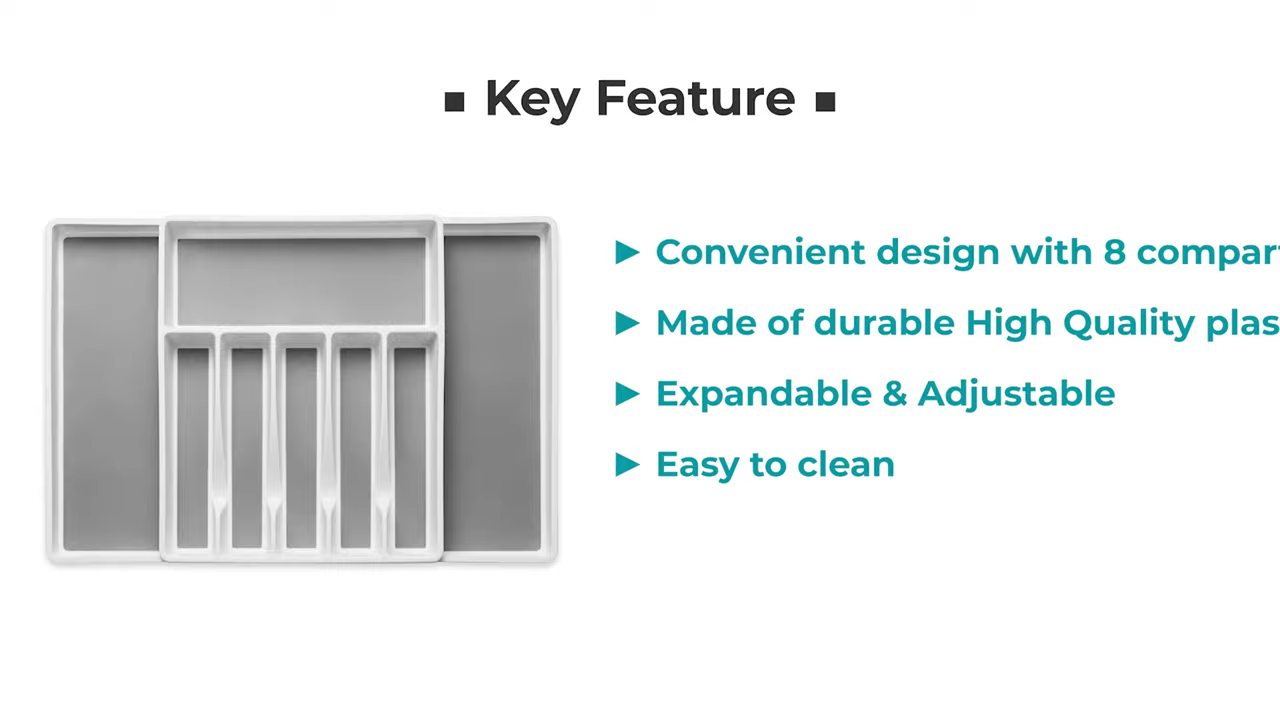 ▪ Key Feature ▪
► Convenient design with 8 compar
► Made of durable High Quality plas
► Expandable & Adjustable
► Easy to clean